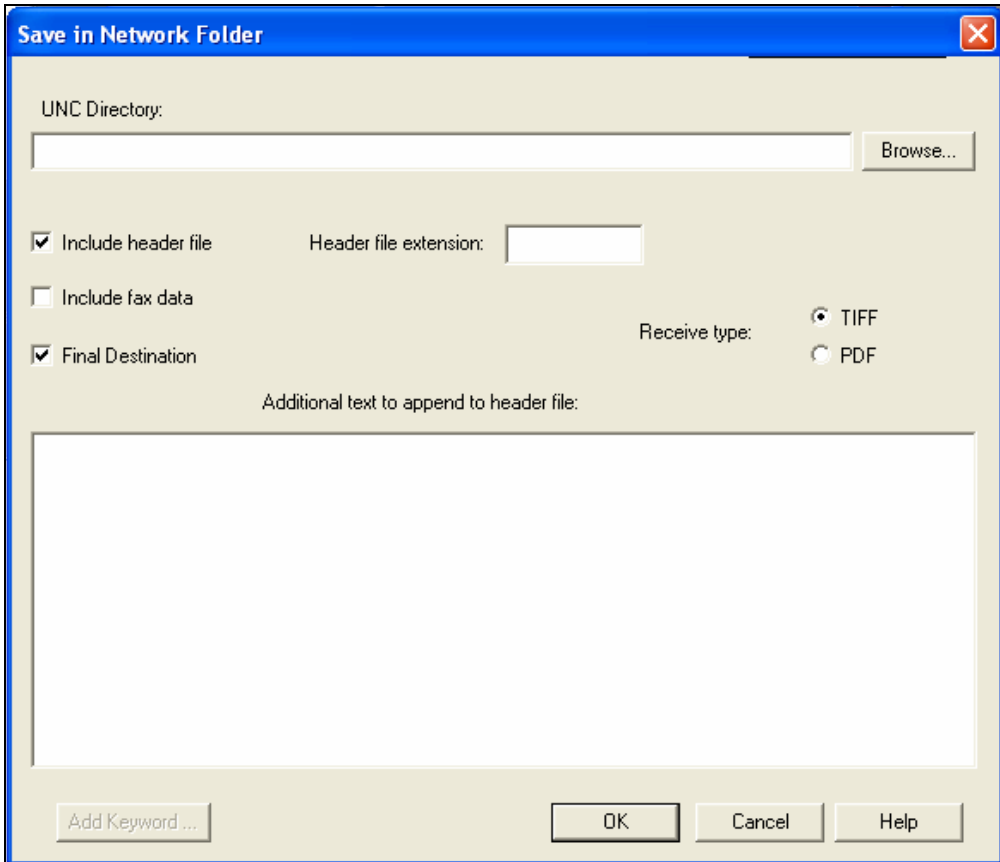 Save in Network Folder
UNC Directory:
Browse...
Include header file
Header file extension:
Include fax data
Receive type:
TIFF
Final Destination
PDF
Additional text to append to header file:
Add Keyword ...
OK
Cancel
Help